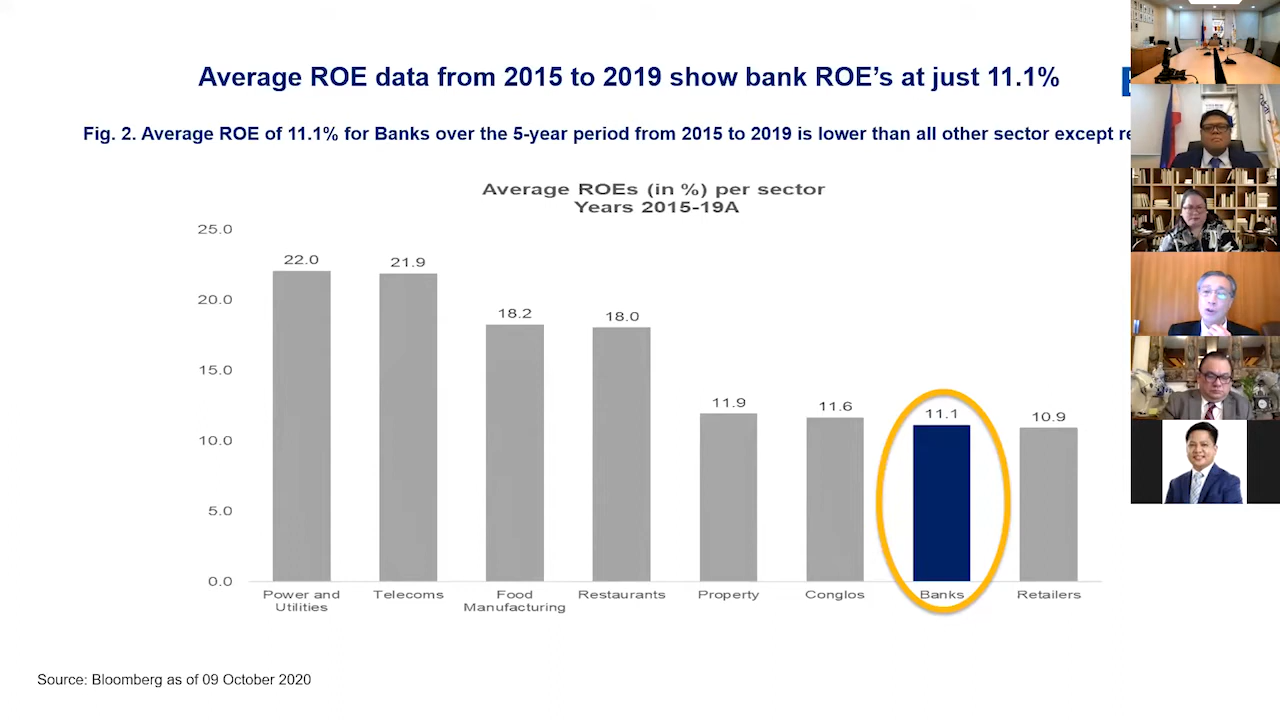 Average ROE data from 2015 to 2019 show bank ROE's at just 11.1%
Fig. 2. Average ROE of 11.1% for Banks over the 5-year period from 2015 to 2019 is lower than all other sector except
Average ROEs (in %) per sector
Years 2015-19A
25.0
20.0
15.0
10.0
5.0
0.0
22.0
21.9
18.2
18.0
11.9
11.6
11.1
10.9
Power and
Utilities
Telecoms
Food
Manufacturing
Restaurants
Property
Conglos
Banks
Retailers
Source: Bloomberg as of 09 October 2020